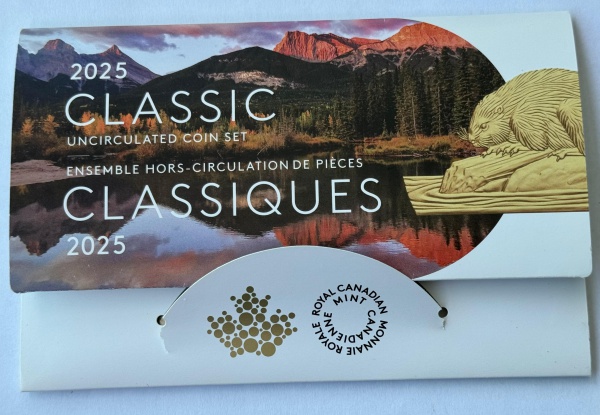 2025
CLASSIC
UNCIRCULATED COIN SET
ENSEMBLE HORS-CIRCULATION DE PIÈCES
CLASSIQUES
2025
ROYAL CANADIAN MINT
MONNAIE ROYALE CANADIENNE